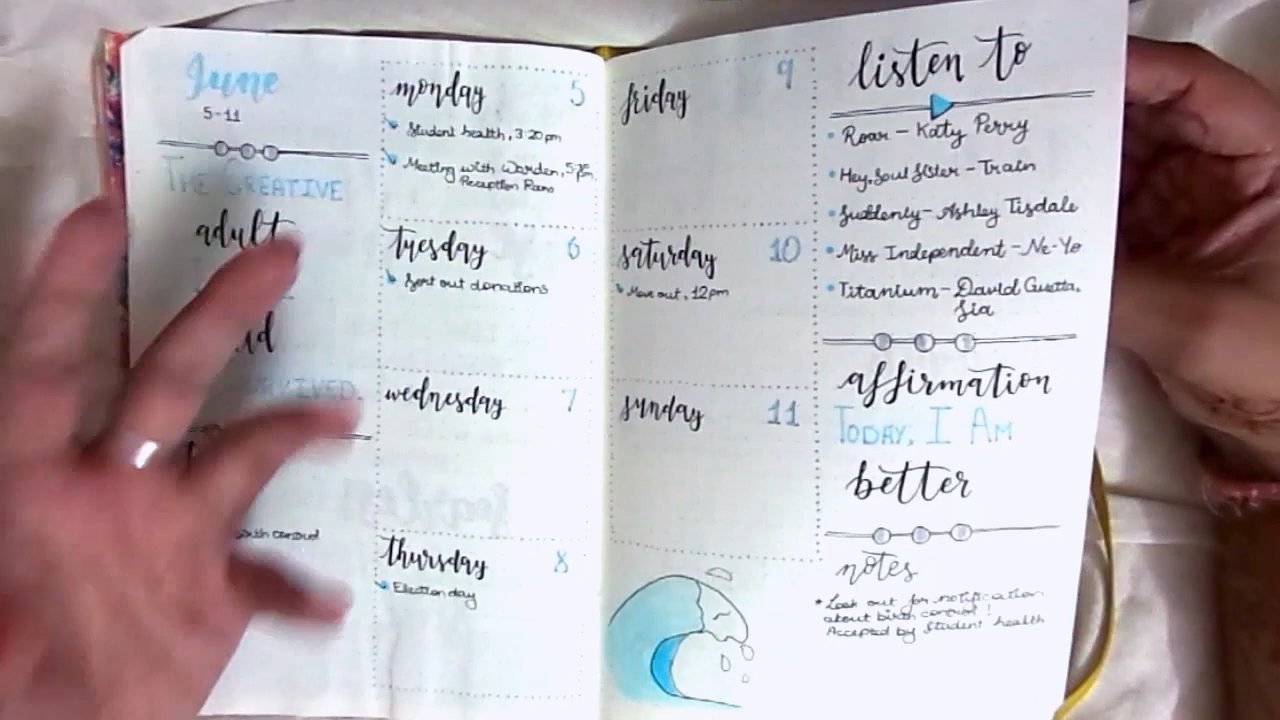 June
5-11
THE CREATIVE
adult
monday 5
Student health, 3:20pm
Meeting with Warden, 5
pm,
tuesday 6
Sort out donations
wednesday 7
thursday 8
Election day
friday 9
saturday 10
Move out, 12pm
sunday 11
listen to
Roar - Katy Perry
Hey, Soul Sister - Train
Suddenly - Ashley Tisdale
Miss Independent - Ne-Yo
Titanium - David Guetta,
Sia
affirmation
TODAY, I AM
better
notes
* Look out for notification
about birth control!
Accepted by Student health